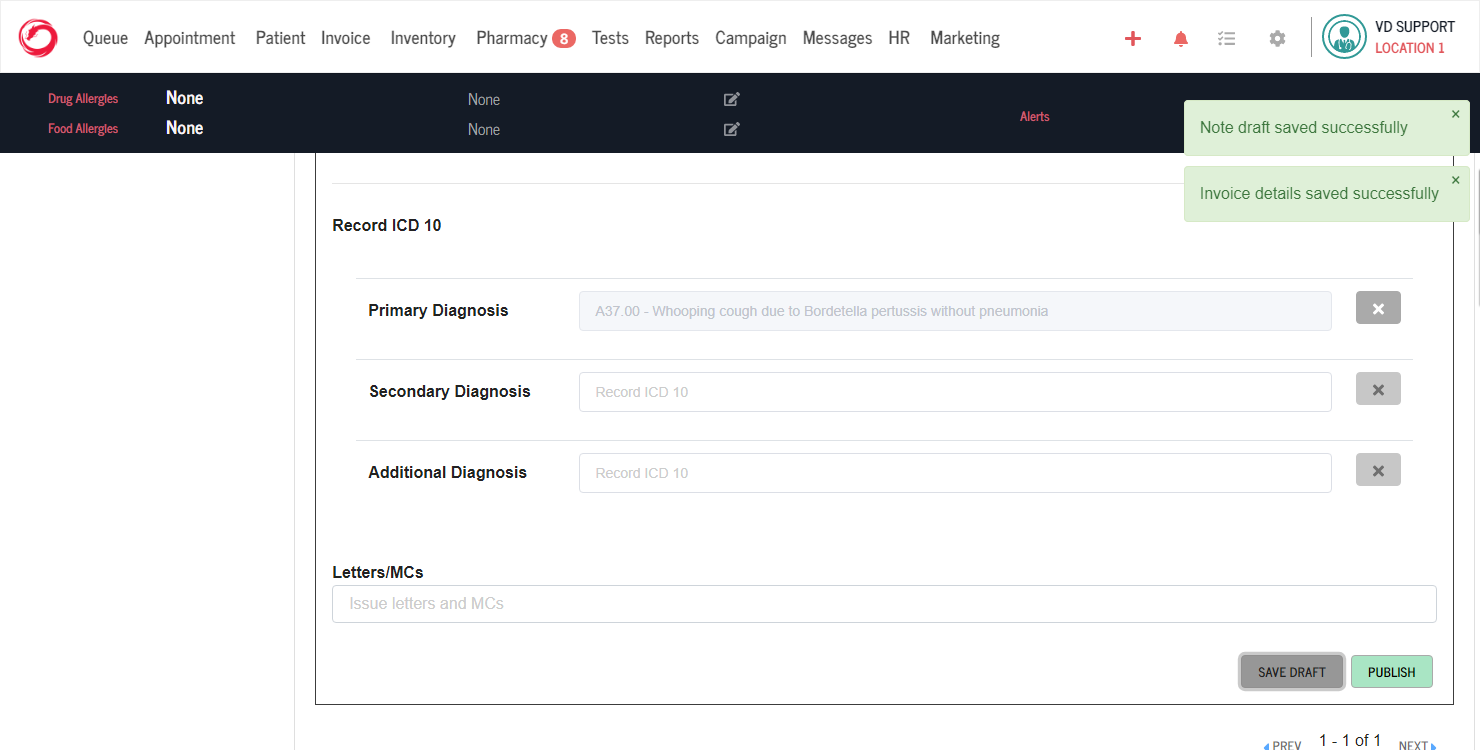 Queue Appointment Patient Invoice Inventory Pharmacy 8 Tests Reports Campaign Messages HR Marketing
VD SUPPORT
LOCATION 1
Drug Allergies None None
Food Allergies None None
Alerts
Note draft saved successfully ×
Invoice details saved successfully ×
Record ICD 10
Primary Diagnosis A37.00 - Whooping cough due to Bordetella pertussis without pneumonia
Secondary Diagnosis Record ICD 10
Additional Diagnosis Record ICD 10
Letters/MCs
Issue letters and MCs
SAVE DRAFT PUBLISH
PREV 1 - 1 of 1 NEXT